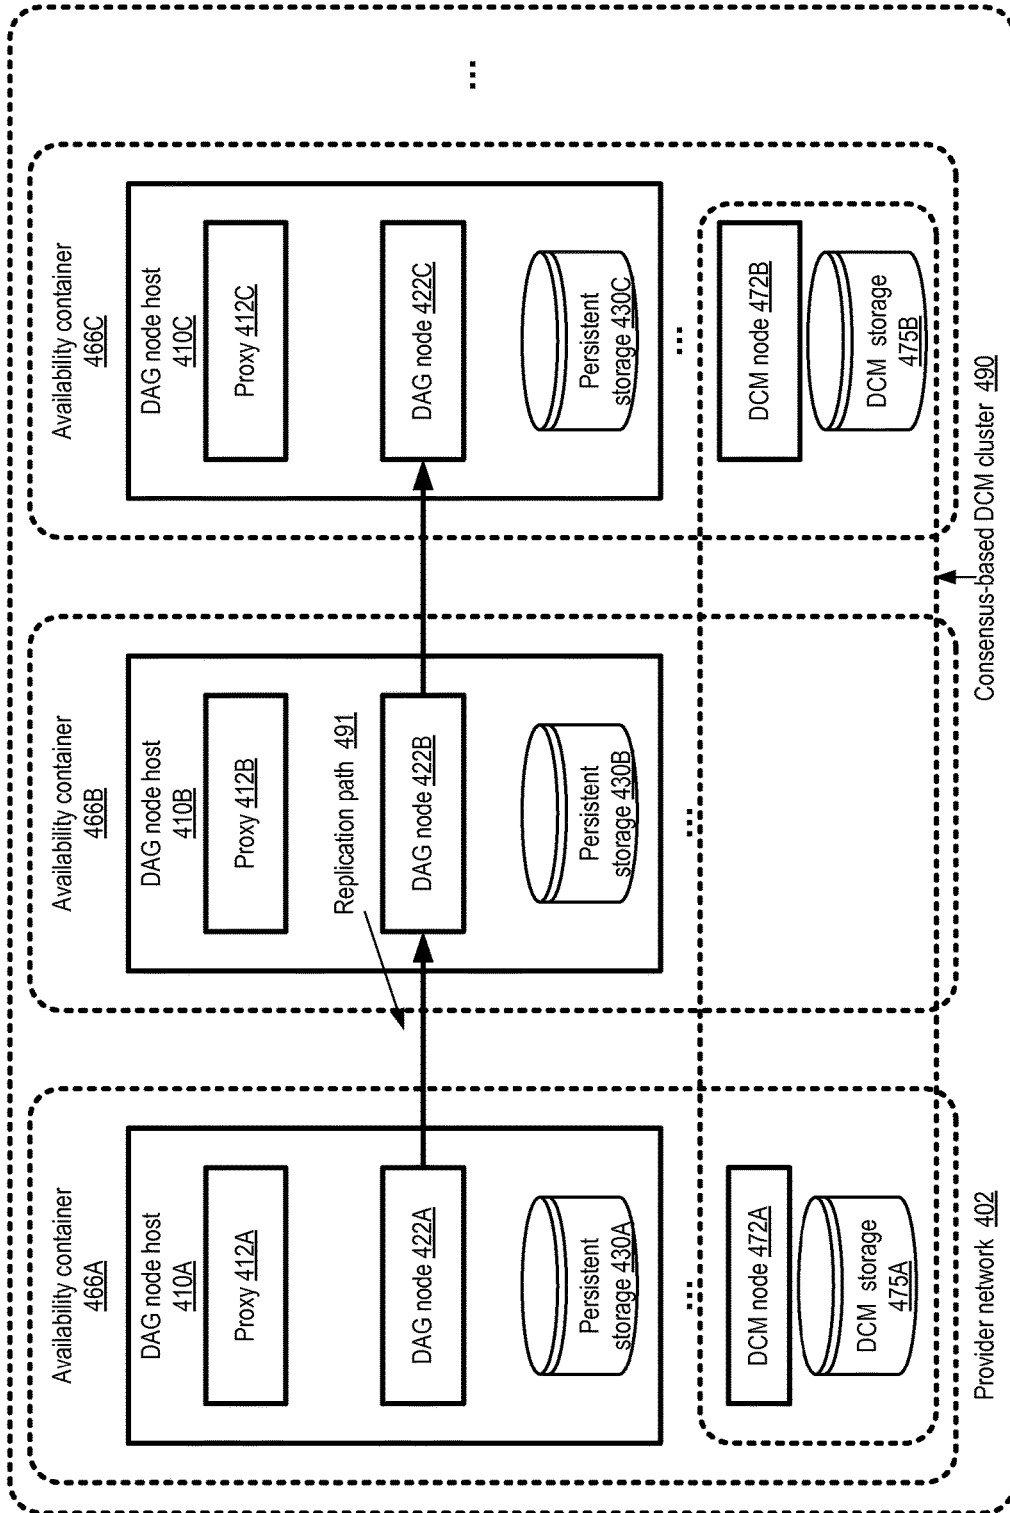 Availability container
466A
DAG node host
410A
Proxy 412A
DAG node 422A
Persistent
storage 430A
...
DCM node 472A
DCM storage
475A
Availability container
466B
DAG node host
410B
Proxy 412B
Replication path 491
DAG node 422B
Persistent
storage 430B
...
Availability container
466C
DAG node host
410C
Proxy 412C
DAG node 422C
Persistent
storage 430C
...
DCM node 472B
DCM storage
475B
...
Provider network 402
Consensus-based DCM cluster 490